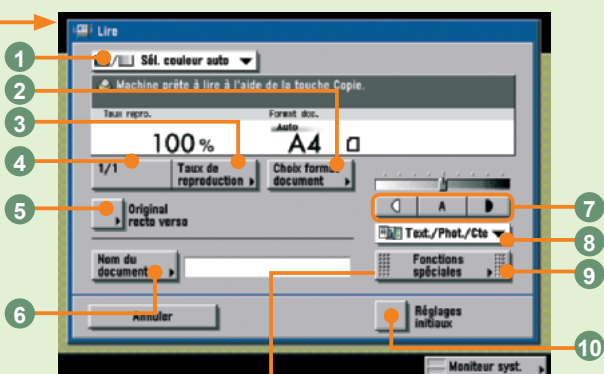 Lire
1
Sél. couleur auto
2
Machine prête à lire à l'aide de la touche Copie.
Taux repro.
Format doc.
3
Auto
100 %
A4
4
1/1
Taux de
reproduction
Choix format
document
5
Original
recto verso
A
7
Text./Phot./Cte
8
Nom du
document
Fonctions
spéciales
9
6
Annuler
Réglages
initiaux
10
Moniteur syst.